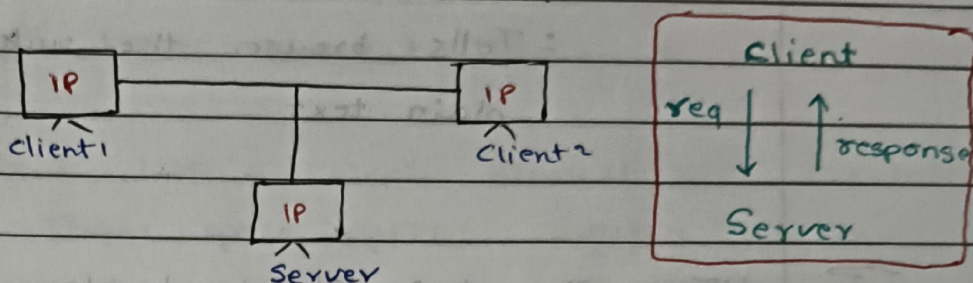 IP
IP
client1
Client2
IP
Server
Client
req
response
Server